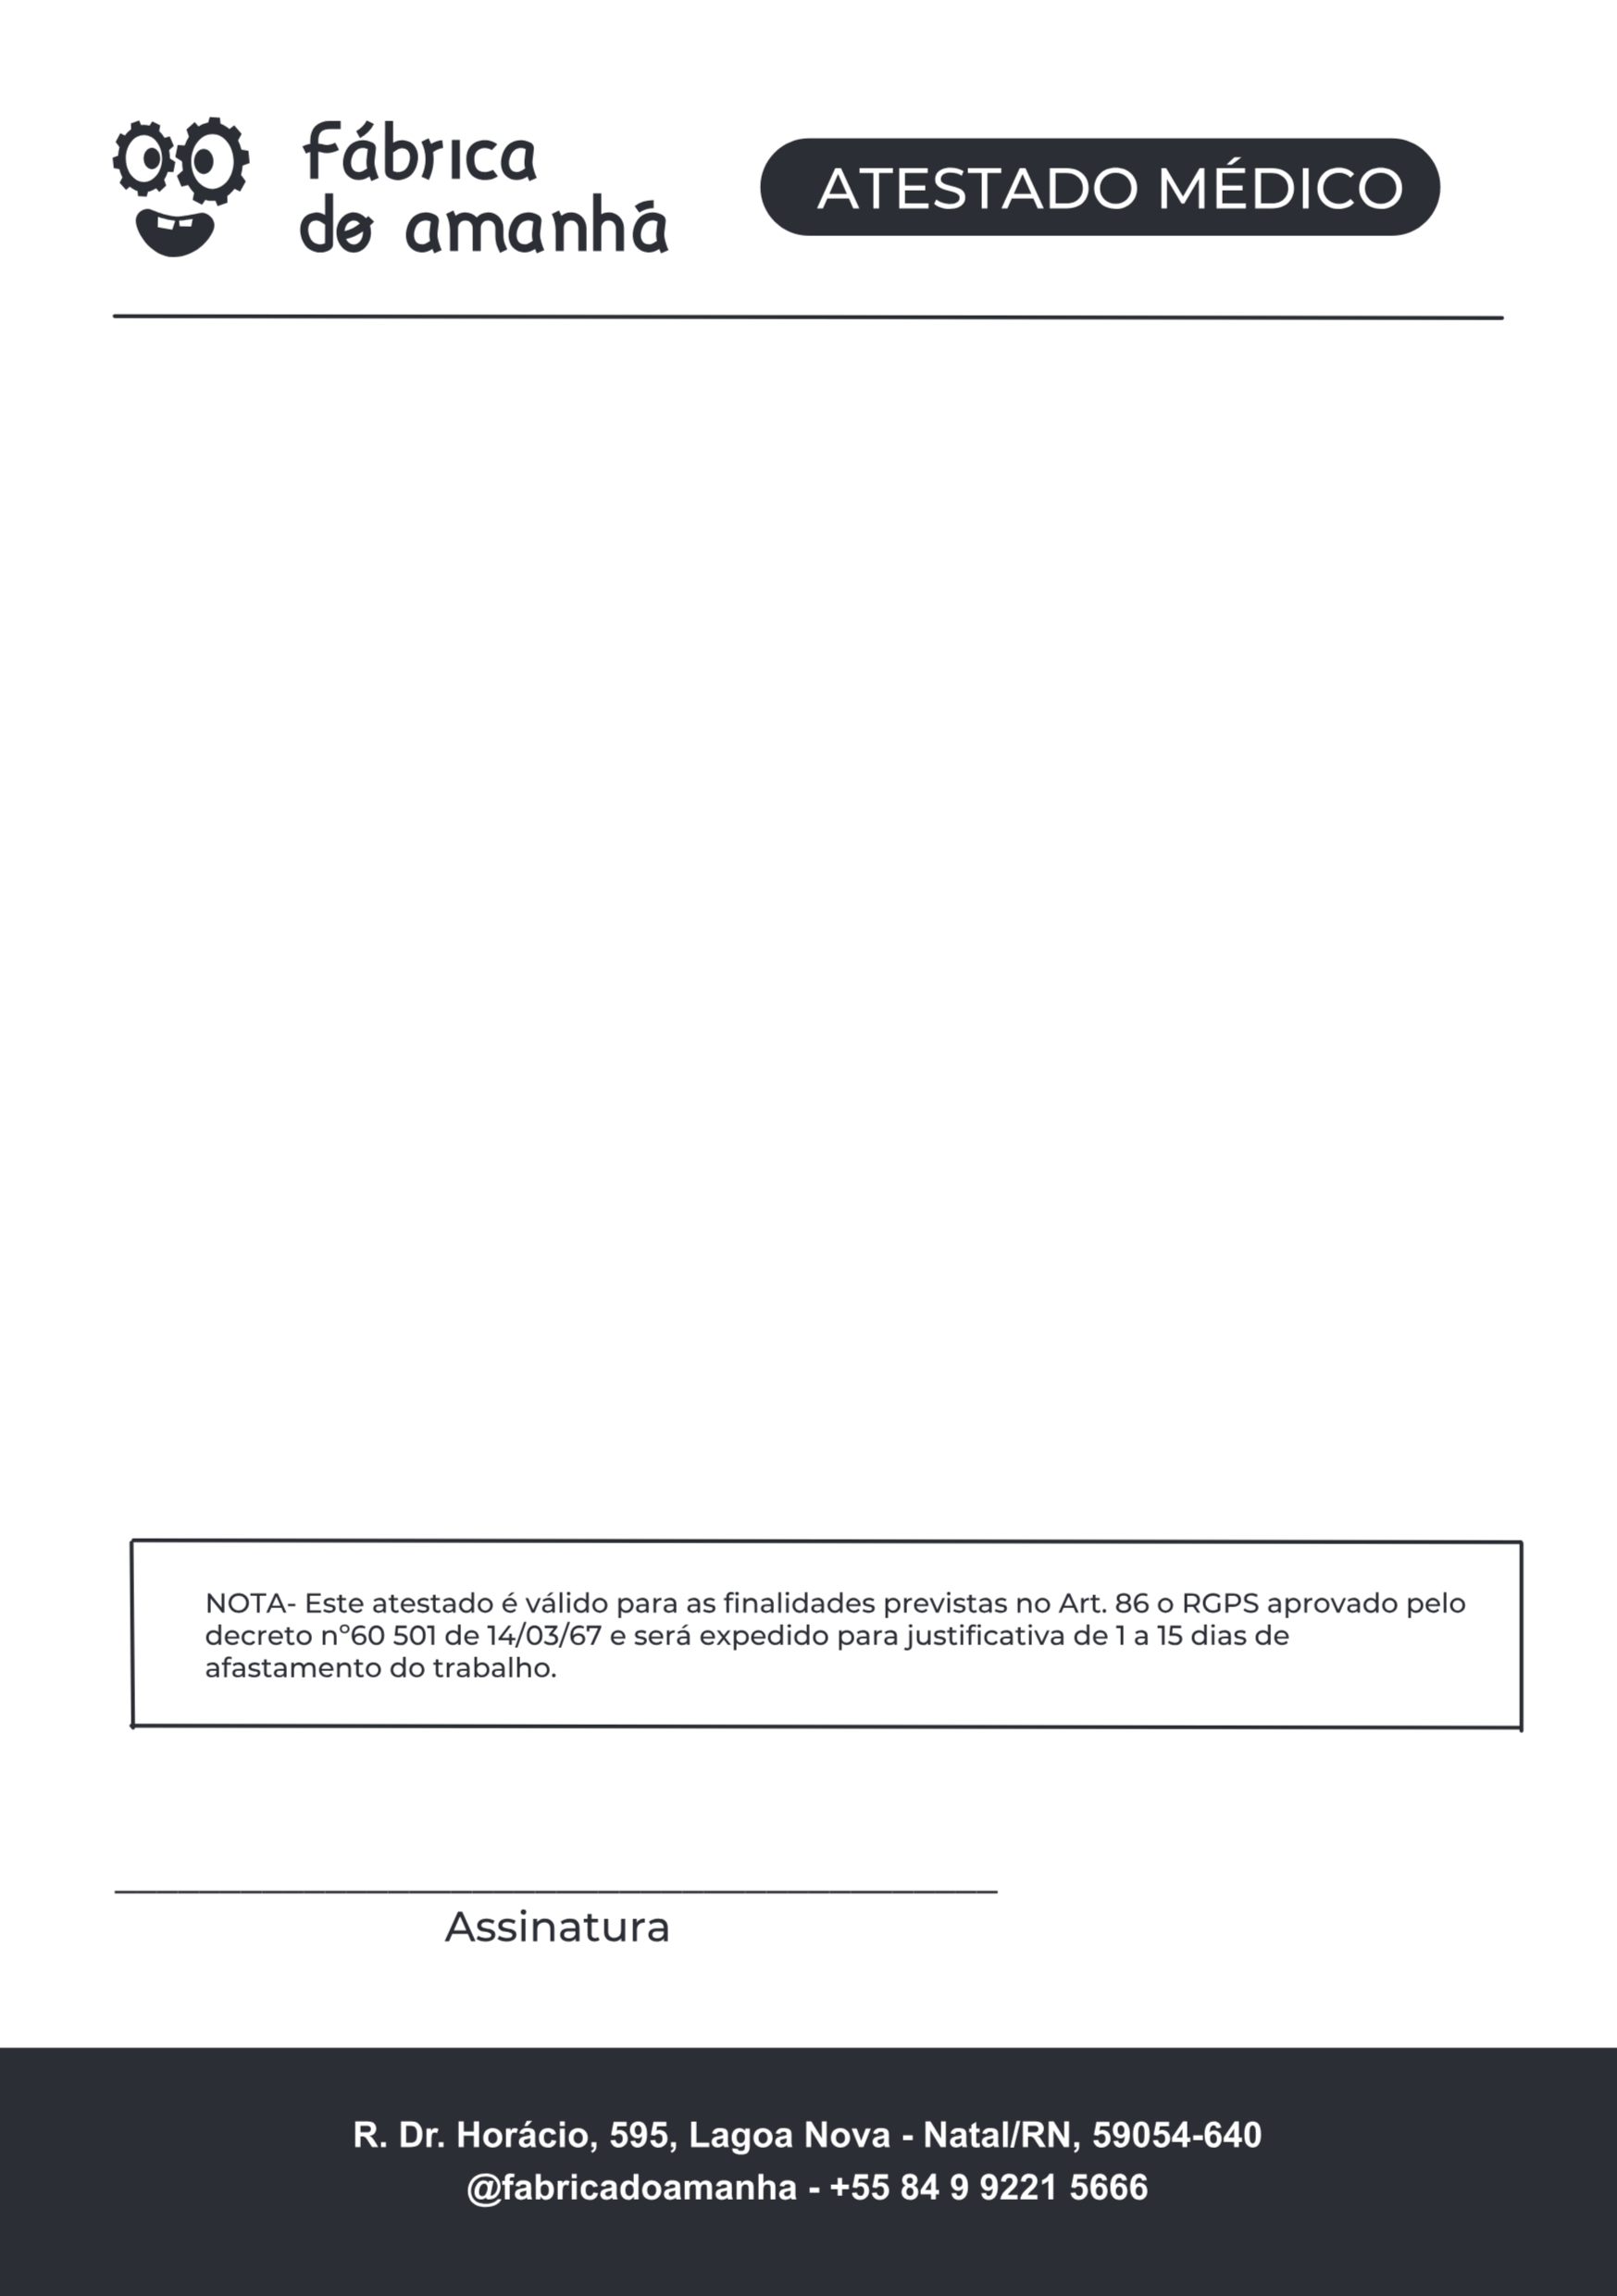 fábrica
do amanhã
ATESTADO MÉDICO
NOTA- Este atestado é válido para as finalidades previstas no Art. 86 o RGPS aprovado pelo
decreto nº60 501 de 14/03/67 e será expedido para justificativa de 1 a 15 dias de
afastamento do trabalho.
Assinatura
R. Dr. Horácio, 595, Lagoa Nova - Natal/RN, 59054-640
@fabricadoamanha - +55 84 9 9221 5666